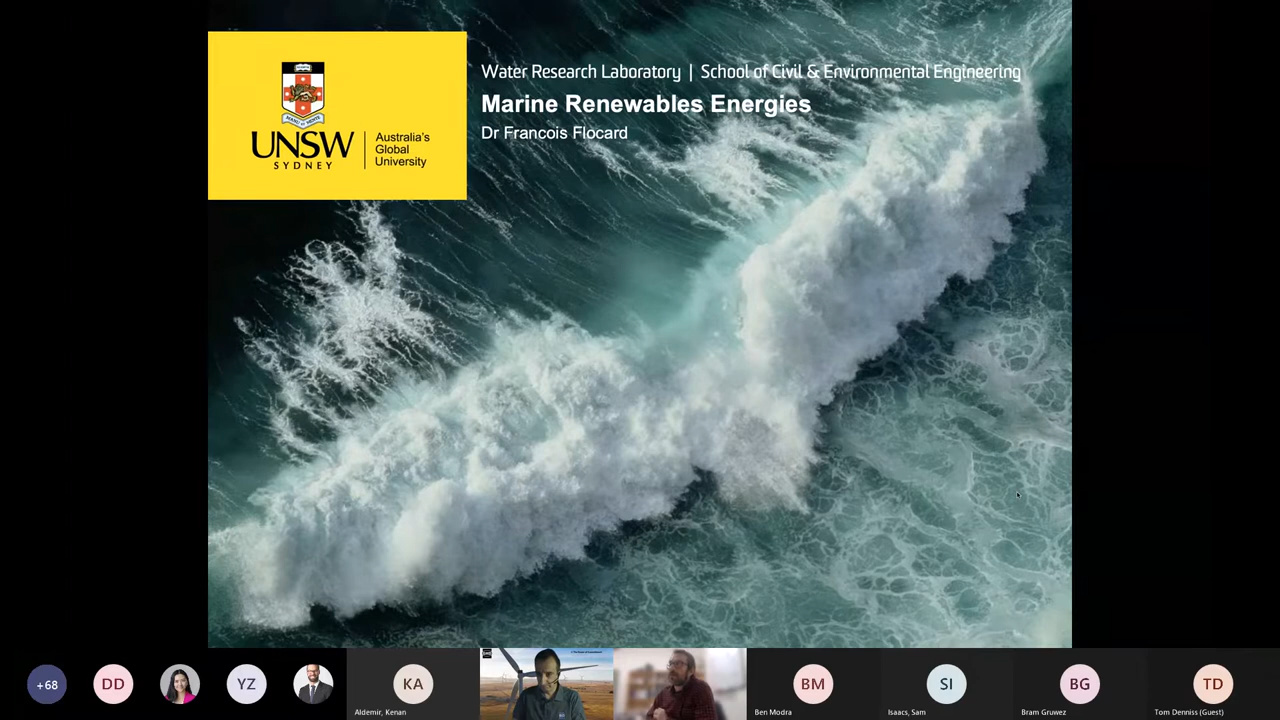 Water Research Laboratory | School of Civil & Environmental Engineering
Marine Renewables Energies
Dr Francois Flocard
UNSW
SYDNEY
Australia's
Global
University
+68
DD
YZ
KA
Aldemir, Kenan
BM
Ben Modra
SI
Isaacs, Sam
BG
Bram Gruwez
TD
Tom Denniss (Guest)